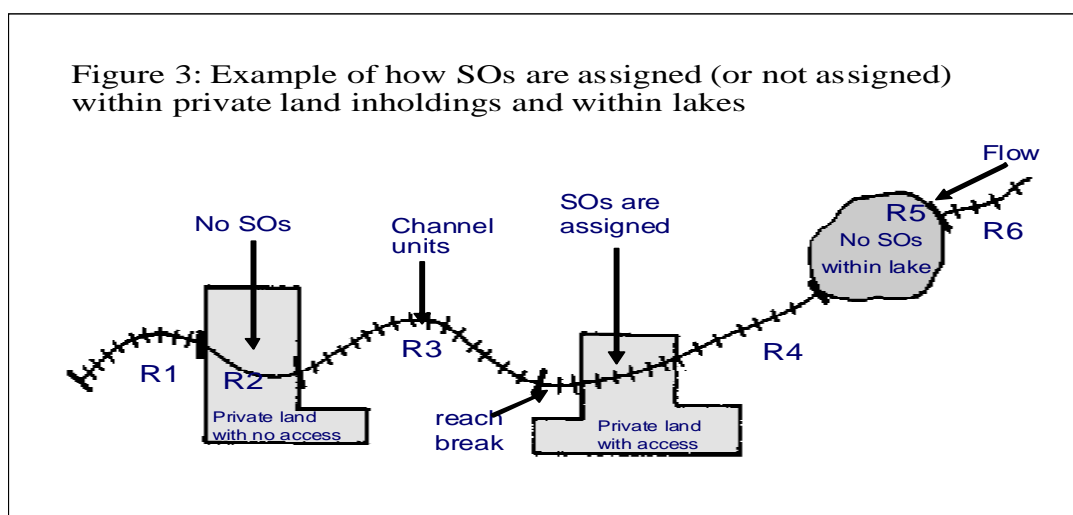 Figure 3: Example of how SOs are assigned (or not assigned)
within private land inholdings and within lakes
Flow
SOs are
assigned
No SOs
Channel
units
R5
No SOs
within lake
R6
R1
R2
R3
R4
reach
break
Private land
with no access
Private land
with access